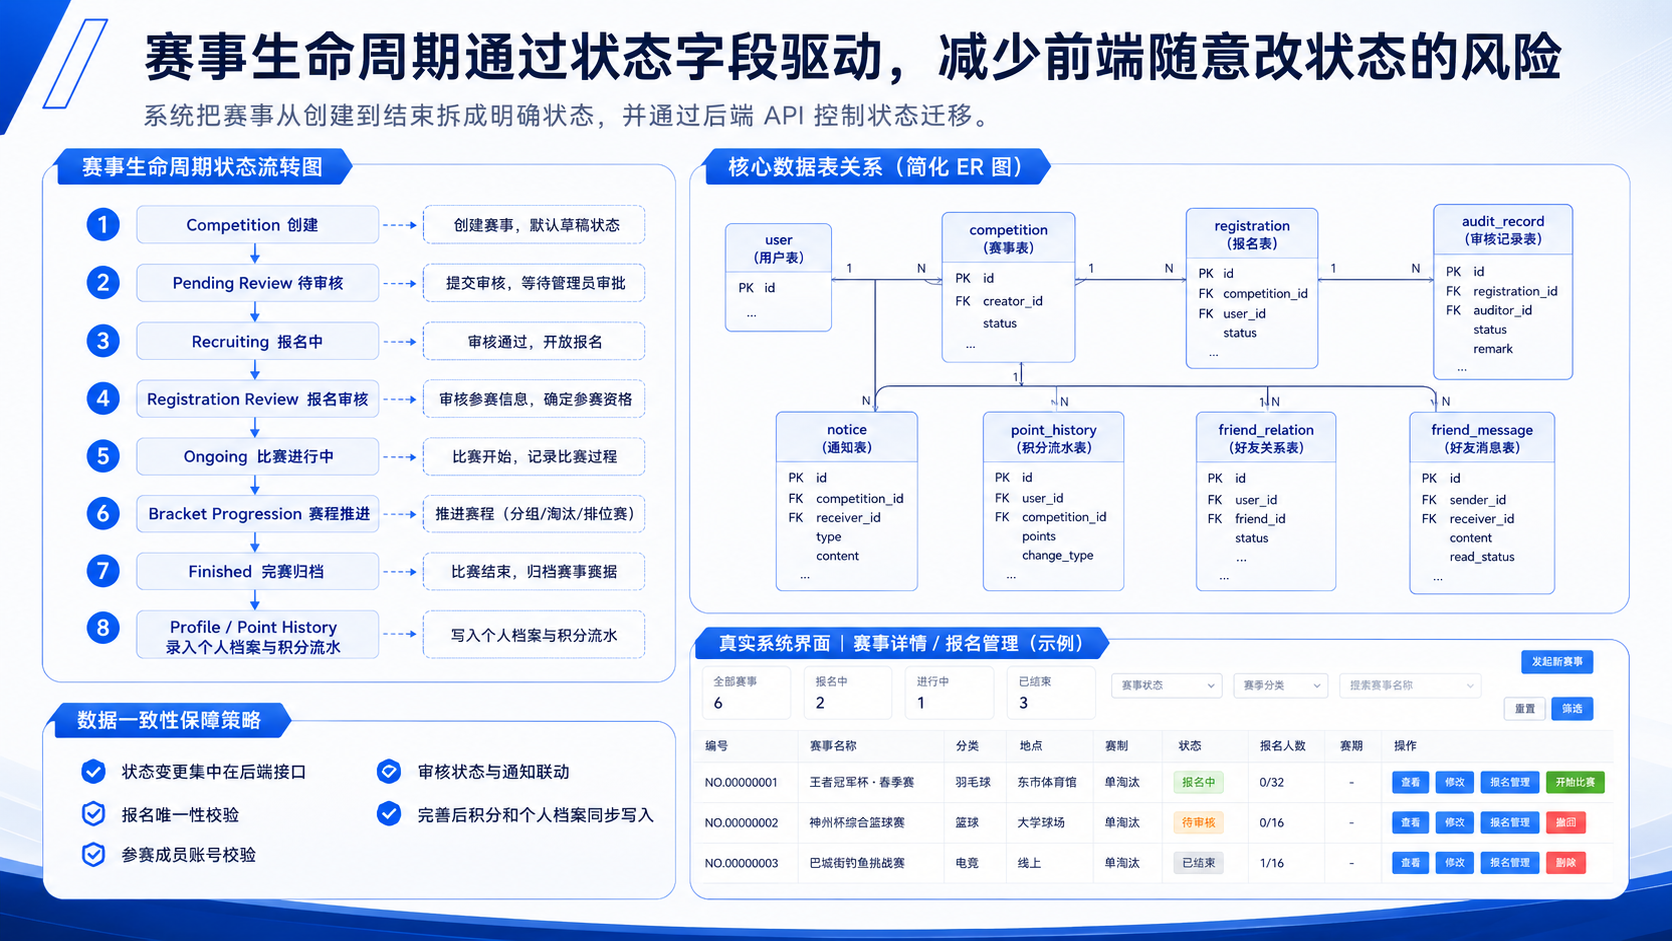 赛事生命周期通过状态字段驱动，减少前端随意改状态的风险
系统把赛事从创建到结束拆成明确状态，并通过后端 API 控制状态迁移。
赛事生命周期状态流转图
1 Competition 创建 创建赛事，默认草稿状态
2 Pending Review 待审核 提交审核，等待管理员审批
3 Recruiting 报名中 审核通过，开放报名
4 Registration Review 报名审核 审核参赛信息，确定参赛资格
5 Ongoing 比赛进行中 比赛开始，记录比赛过程
6 Bracket Progression 赛程推进 推进赛程（分组/淘汰/排位赛）
7 Finished 完赛归档 比赛结束，归档赛事赛据
8 Profile / Point History
录入个人档案与积分流水 写入个人档案与积分流水
数据一致性保障策略
状态变更集中在后端接口
报名唯一性校验
参赛成员账号校验
审核状态与通知联动
完善后积分和个人档案同步写入
核心数据表关系（简化 ER 图）
user
（用户表）
PK id
...
1 N
competition
（赛事表）
PK id
FK creator_id
status
...
1 N
registration
（报名表）
PK id
FK competition_id
FK user_id
status
...
1 N
audit_record
（审核记录表）
PK id
FK registration_id
FK auditor_id
status
remark
...
1
N N 1 N N
notice
（通知表）
PK id
FK competition_id
FK receiver_id
type
content
...
point_history
（积分流水表）
PK id
FK user_id
FK competition_id
points
change_type
...
friend_relation
（好友关系表）
PK id
FK user_id
FK friend_id
status
...
...
friend_message
（好友消息表）
PK id
FK sender_id
FK receiver_id
content
read_status
...
真实系统界面｜赛事详情 / 报名管理（示例）
发起新赛事
全部赛事
6
报名中
2
进行中
1
已结束
3
赛事状态 赛季分类 搜索赛事名称
重置 筛选
编号 赛事名称 分类 地点 赛制 状态 报名人数 赛期 操作
NO.00000001 王者冠军杯 · 春季赛 羽毛球 东市体育馆 单淘汰 报名中 0/32 - 查看 修改 报名管理 开始比赛
NO.00000002 神州杯综合篮球赛 篮球 大学球场 单淘汰 待审核 0/16 - 查看 修改 报名管理 撤回
NO.00000003 巴城街钓鱼挑战赛 电竞 线上 单淘汰 已结束 1/16 - 查看 修改 报名管理 删除